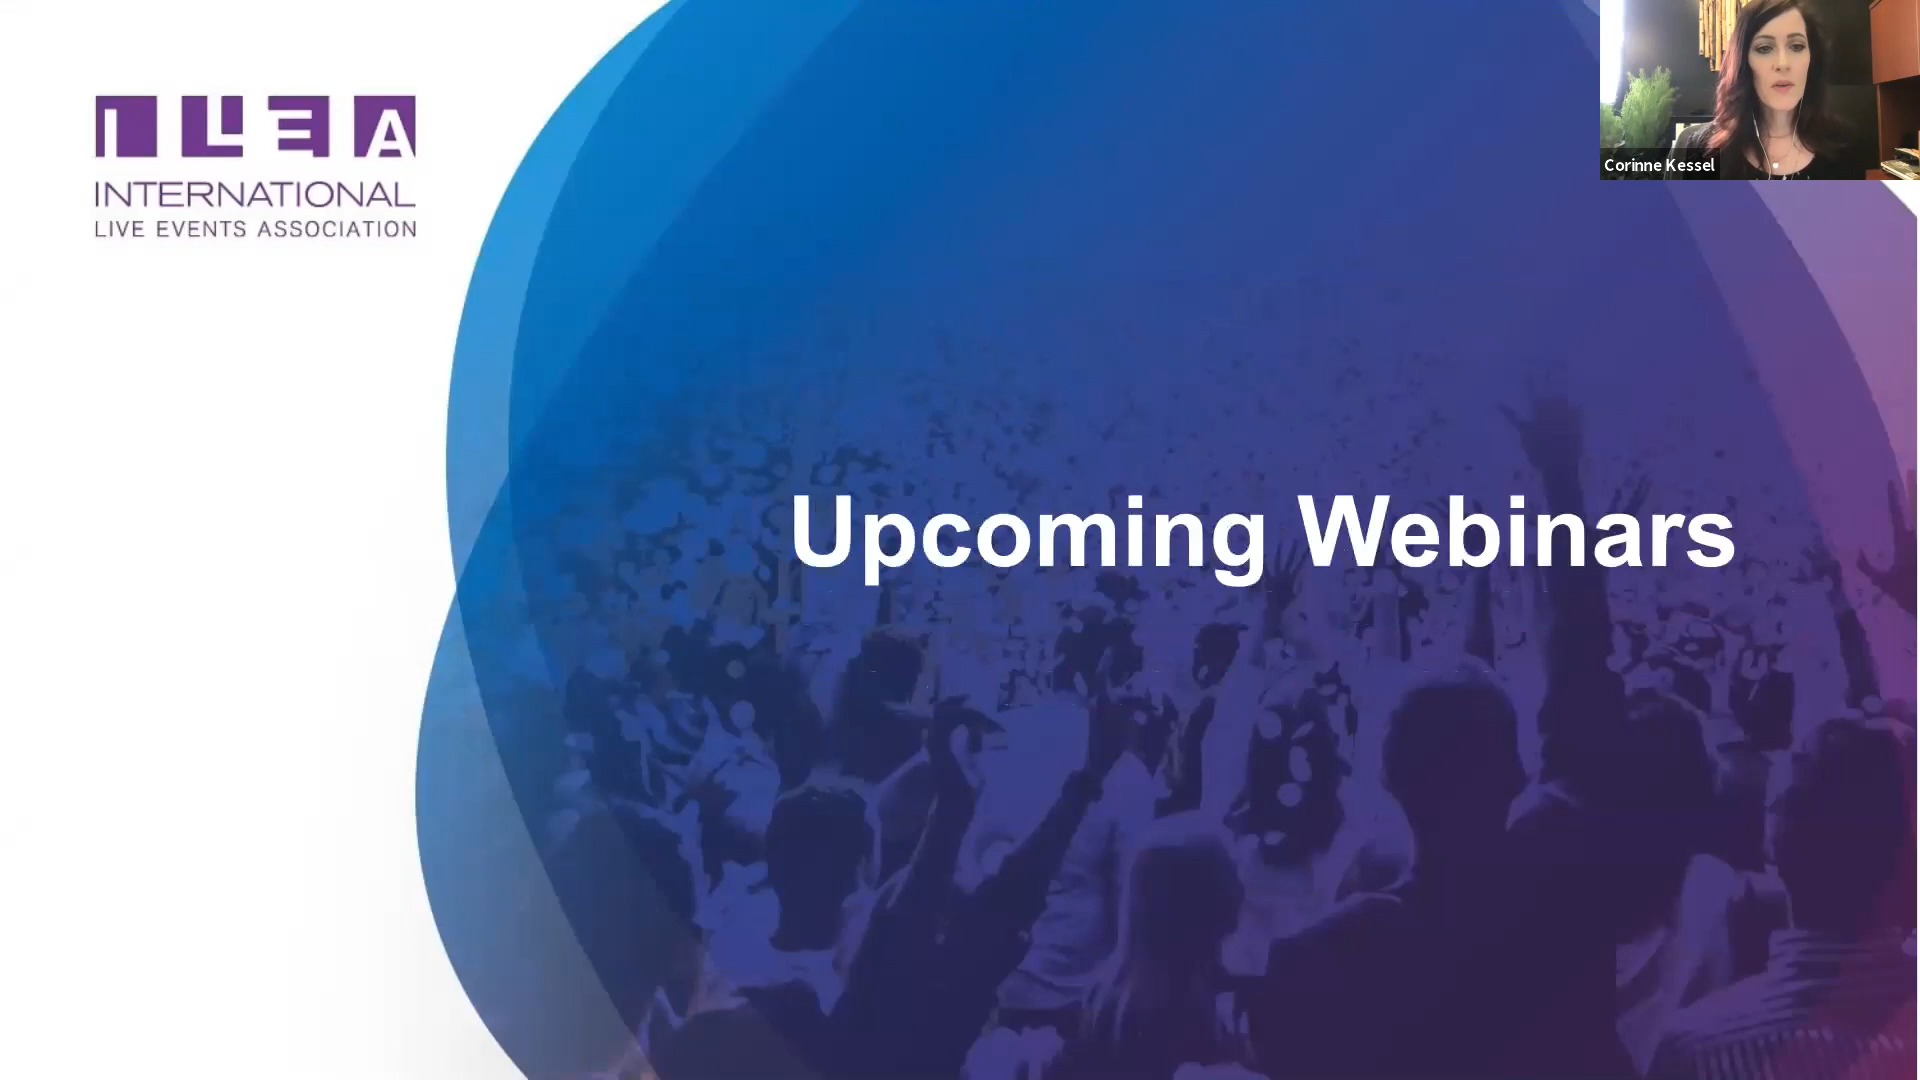 ILEA
INTERNATIONAL
LIVE EVENTS ASSOCIATION
Corinne Kessel
Upcoming Webinars